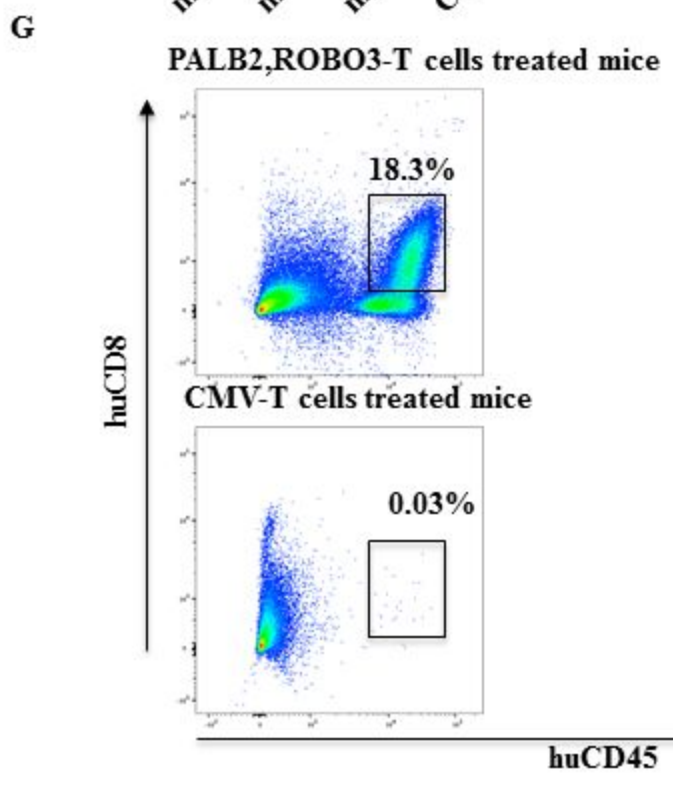 G
PALB2,ROBO3-T cells treated mice
18.3%
huCD8
CMV-T cells treated mice
0.03%
huCD45